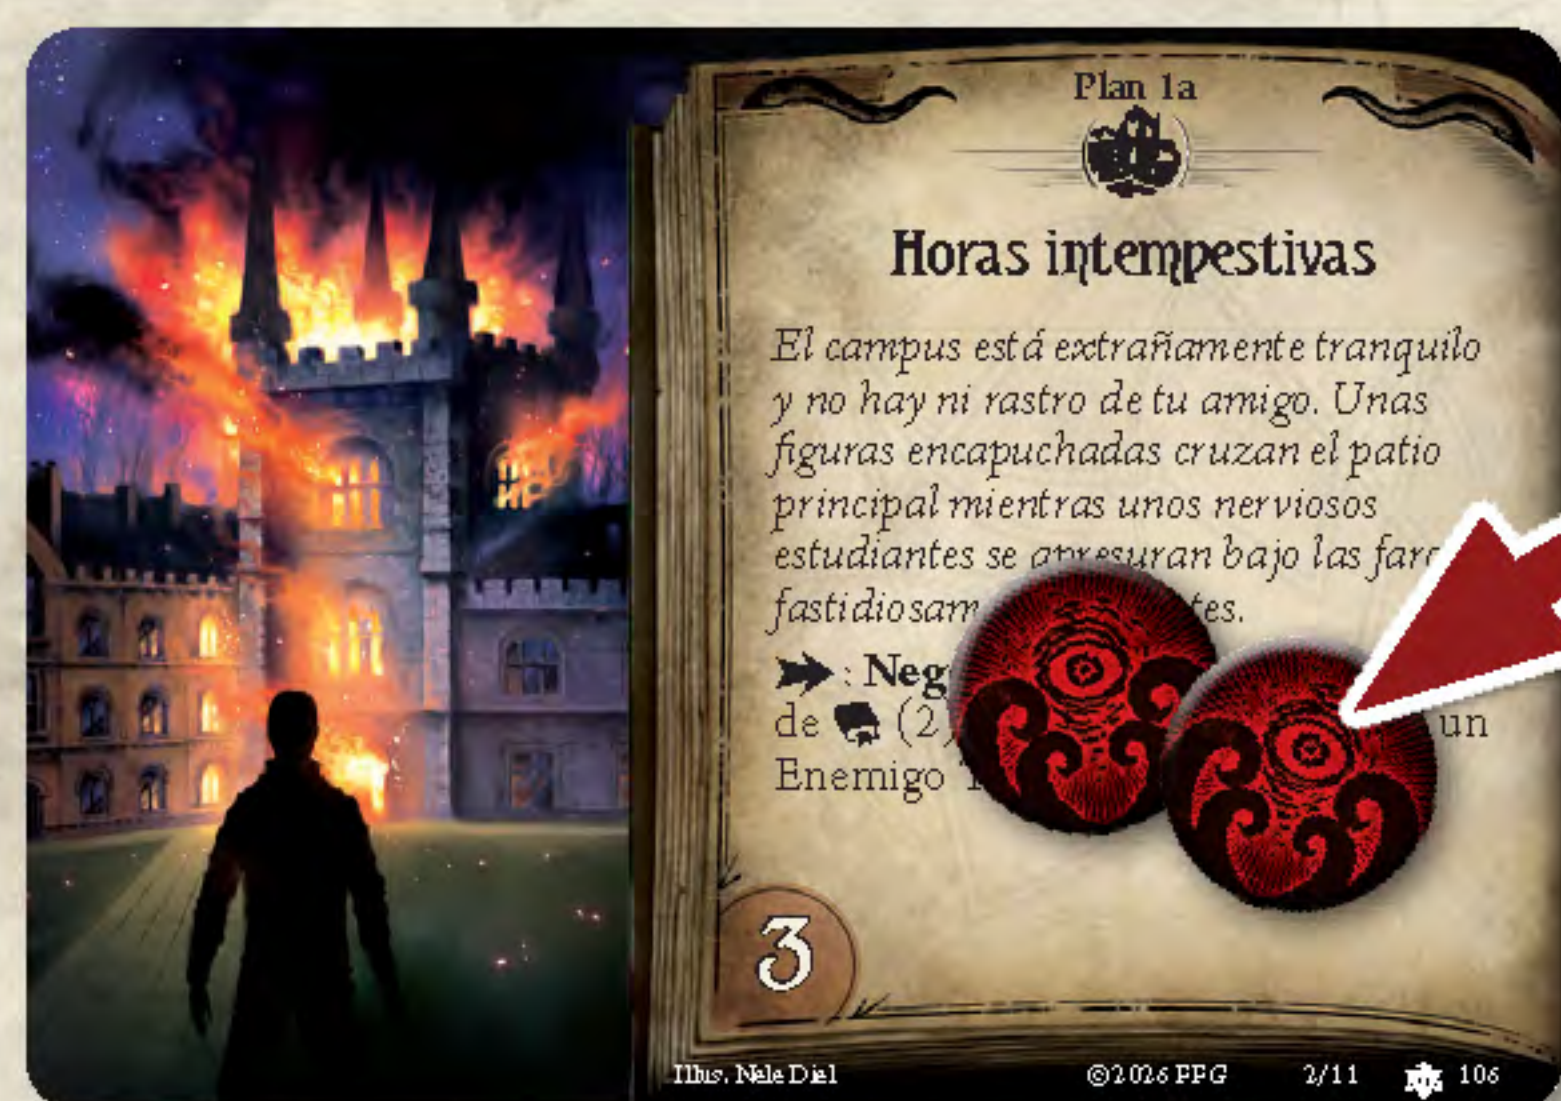 Plan 1a
Horas intempestivas
El campus está extrañamente tranquilo
y no hay ni rastro de tu amigo. Unas
figuras encapuchadas cruzan el patio
principal mientras unos nerviosos
estudiantes se apresuran bajo las
: Neg
de (2) un
Enemigo
3
Illus. Nele Diel
©2026 FFG 2/11 106